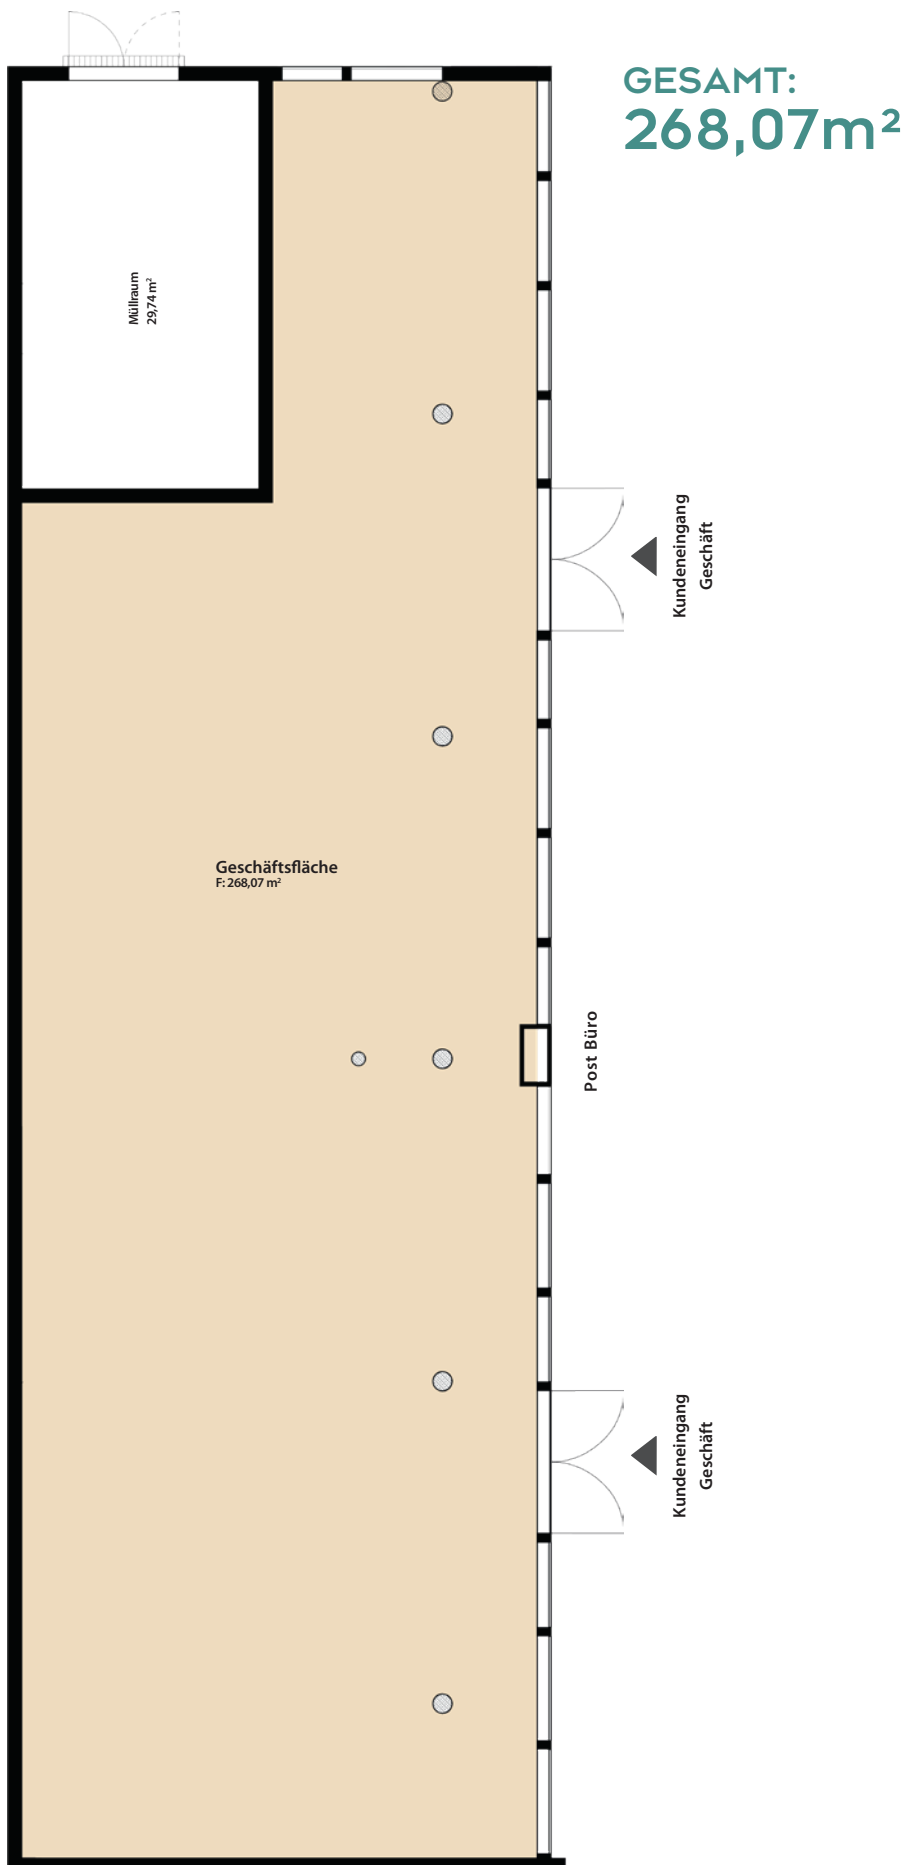 GESAMT:
268,07m²
Müllraum
29,74 m²
Kundeneingang
Geschäft
Geschäftsfläche
F: 268,07 m²
Post Büro
Kundeneingang
Geschäft